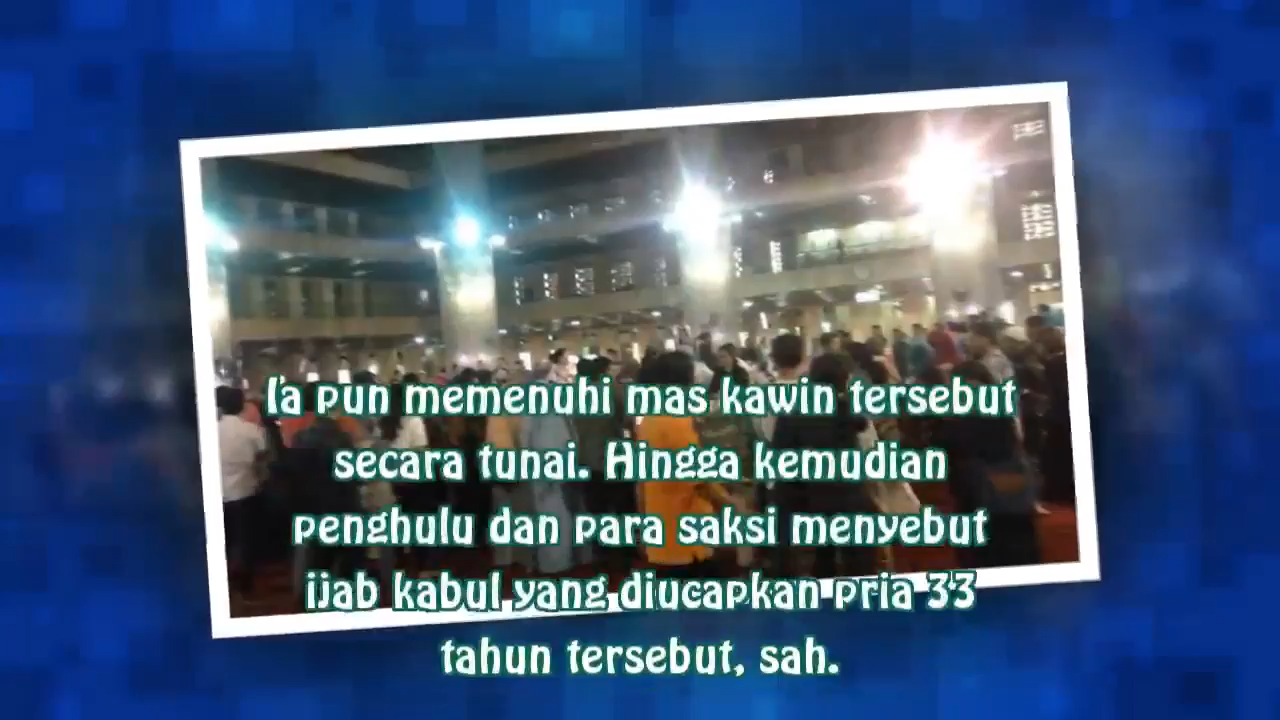 Ia pun memenuhi mas kawin tersebut
secara tunai. Hingga kemudian
penghulu dan para saksi menyebut
ijab kabul yang diucapkan pria 33
tahun tersebut, sah.